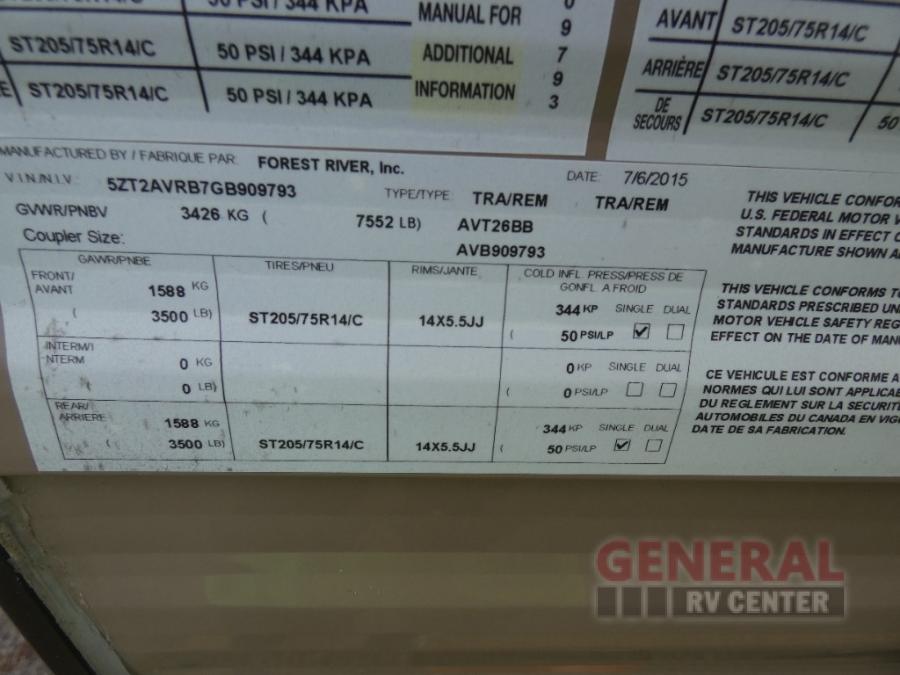 50 PSI / 344 KPA
MANUAL FOR
ST205/75R14/C 50 PSI / 344 KPA ADDITIONAL
ST205/75R14/C 50 PSI / 344 KPA INFORMATION
9
7
9
3
AVANT ST205/75R14/C
ARRIÈRE ST205/75R14/C
DE SECOURS ST205/75R14/C 50
MANUFACTURED BY / FABRIQUE PAR: FOREST RIVER, Inc. DATE: 7/6/2015
V.I.N./N.I.V: 5ZT2AVRB7GB909793 TYPE/TYPE: TRA/REM TRA/REM
GVWR/PNBV 3426 KG ( 7552 LB) AVT26BB
Coupler Size: AVB909793
GAWR/PNBE TIRES/PNEU RIMS/JANTE COLD INFL. PRESS/PRESS DE
GONFL. A FROID
FRONT/
AVANT 1588 KG 344 KP SINGLE DUAL
( 3500 LB) ST205/75R14/C 14X5.5JJ ( 50 PSI/LP
INTERM/I
NTERM 0 KG 0 KP SINGLE DUAL
( 0 LB) ( 0 PSI/LP
REAR/
ARRIERE 1588 KG 344 KP SINGLE DUAL
( 3500 LB) ST205/75R14/C 14X5.5JJ ( 50 PSI/LP
THIS VEHICLE CONFOR
U.S. FEDERAL MOTOR V
STANDARDS IN EFFECT O
MANUFACTURE SHOWN A
THIS VEHICLE CONFORMS TO
STANDARDS PRESCRIBED UN
MOTOR VEHICLE SAFETY REG
EFFECT ON THE DATE OF MAN
CE VEHICULE EST CONFORME A
NORMES QUI LUI SONT APPLICAB
DU REGLEMENT SUR LA SECURIT
AUTOMOBILES DU CANADA EN VIG
DATE DE SA FABRICATION.
GENERAL
RV CENTER